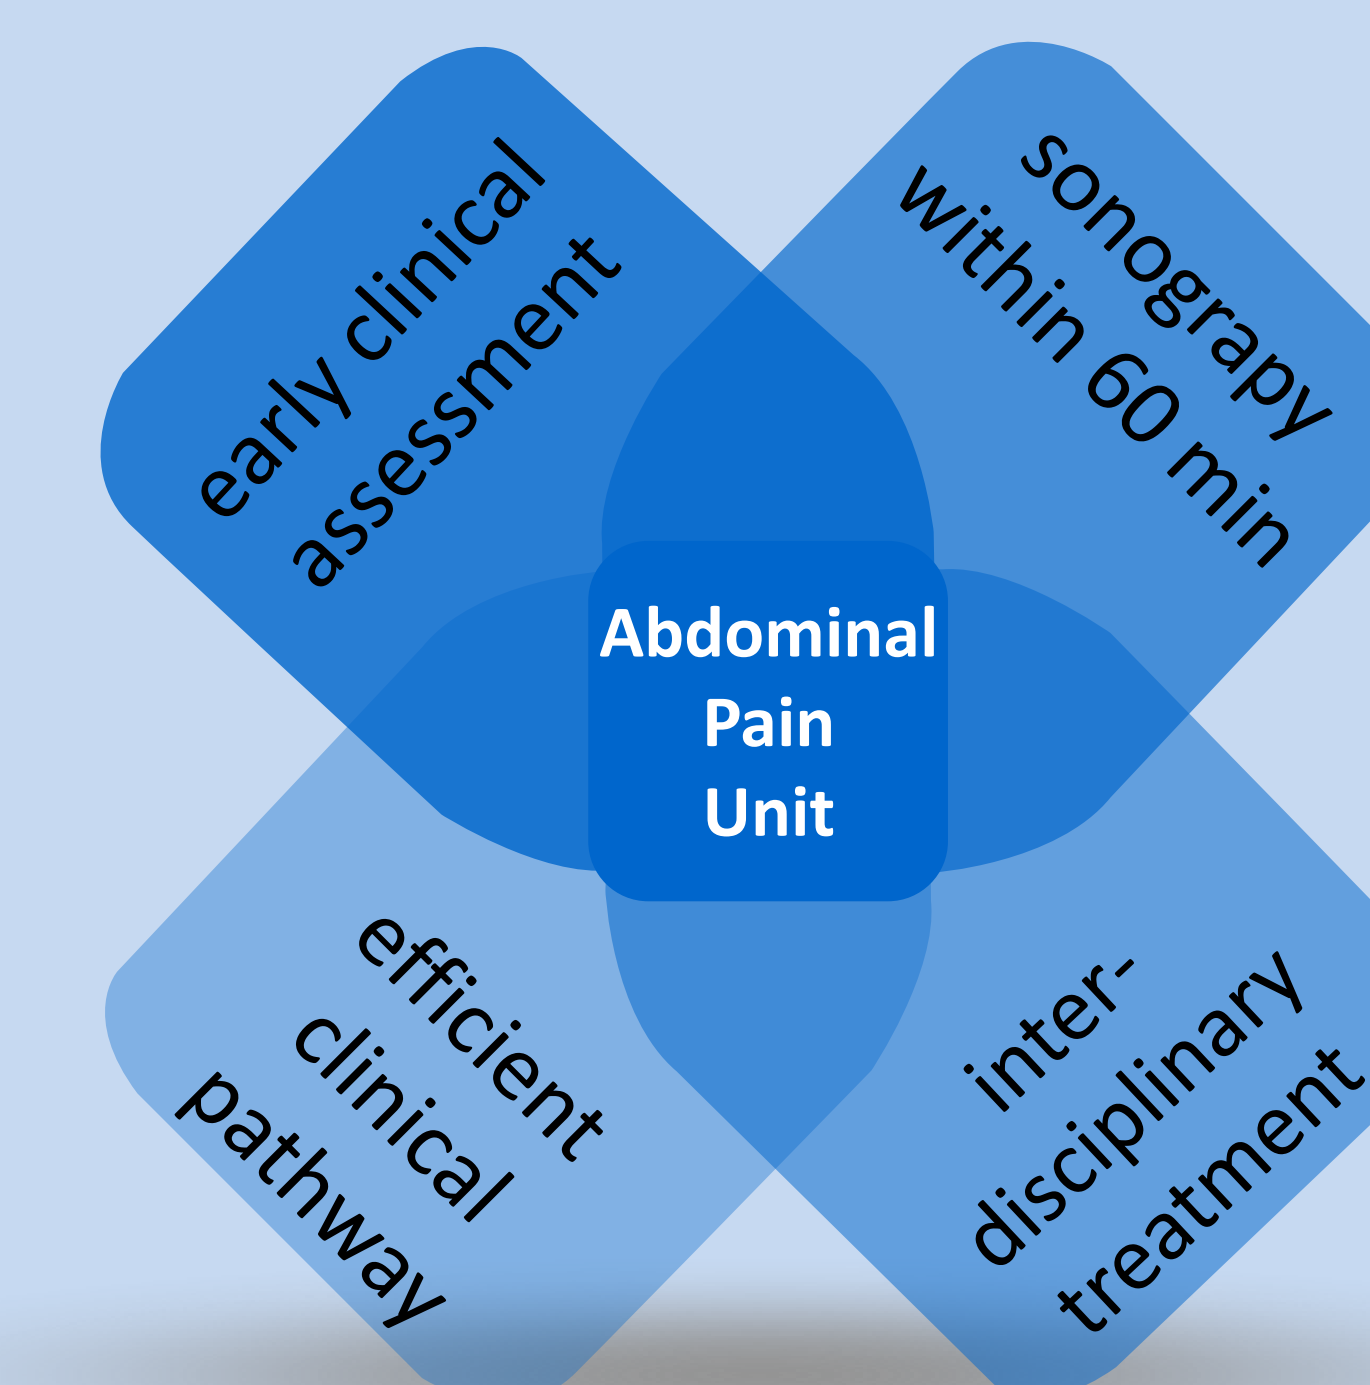 early clinical
assessment
sonograpy
within 60 min
Abdominal
Pain
Unit
efficient
clinical
pathway
inter-
disciplinary
treatment